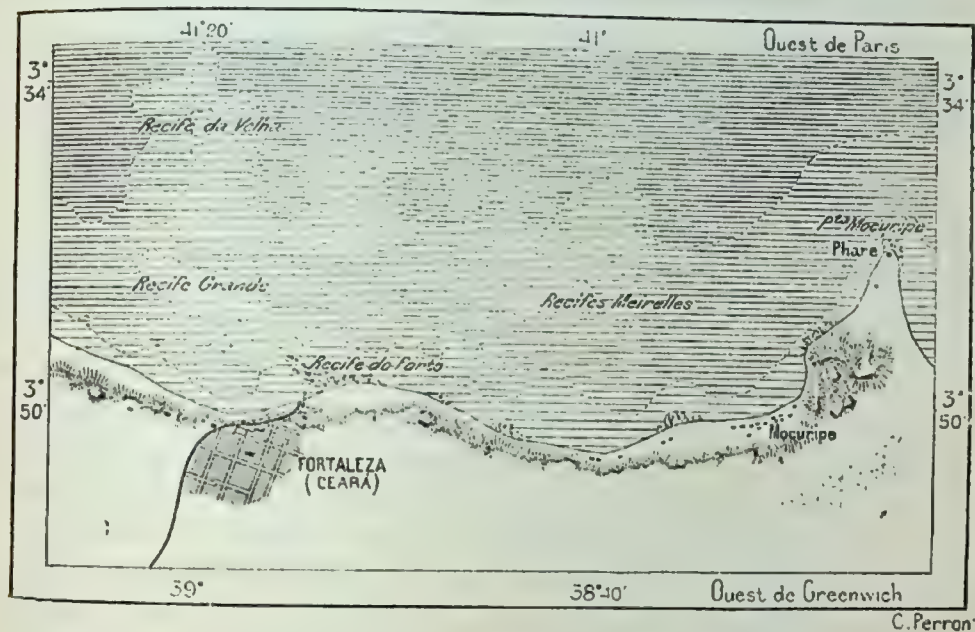 41°20'
41°
Ouest de Paris
3°
34'
3°
34'
Recife da Velha
Pta Mocuripe
Phare
Recife Grande
Recifes Meirelles
Recife do Porto
3°
50'
3°
50'
Mocuripe
FORTALEZA
(CEARÁ)
39°
38°40'
Ouest de Greenwich
C. Perron